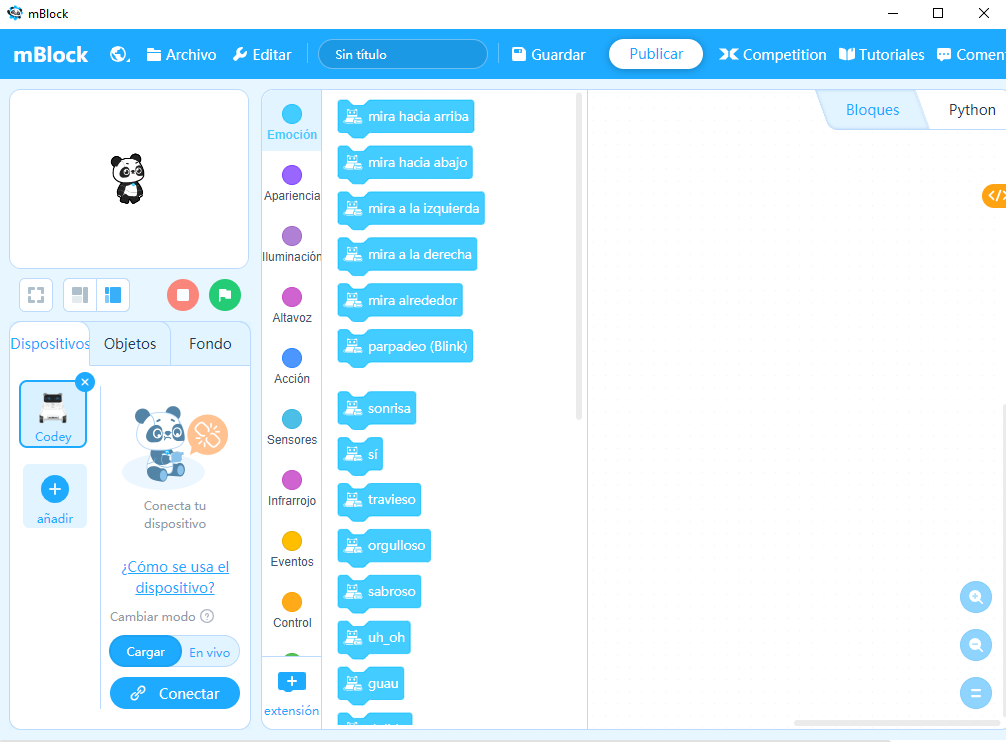 mBlock
mBlock
Archivo
Editar
Sin título
Guardar
Publicar
Competition
Tutoriales
Comen
Bloques
Python
Emoción
Apariencia
Iluminación
Altavoz
Acción
Sensores
Infrarrojo
Eventos
Control
extensión
mira hacia arriba
mira hacia abajo
mira a la izquierda
mira a la derecha
mira alrededor
parpadeo (Blink)
sonrisa
sí
travieso
orgulloso
sabroso
uh_oh
guau
Dispositivos
Objetos
Fondo
Codey
añadir
Conecta tu
dispositivo
¿Cómo se usa el
dispositivo?
Cambiar modo
Cargar
En vivo
Conectar